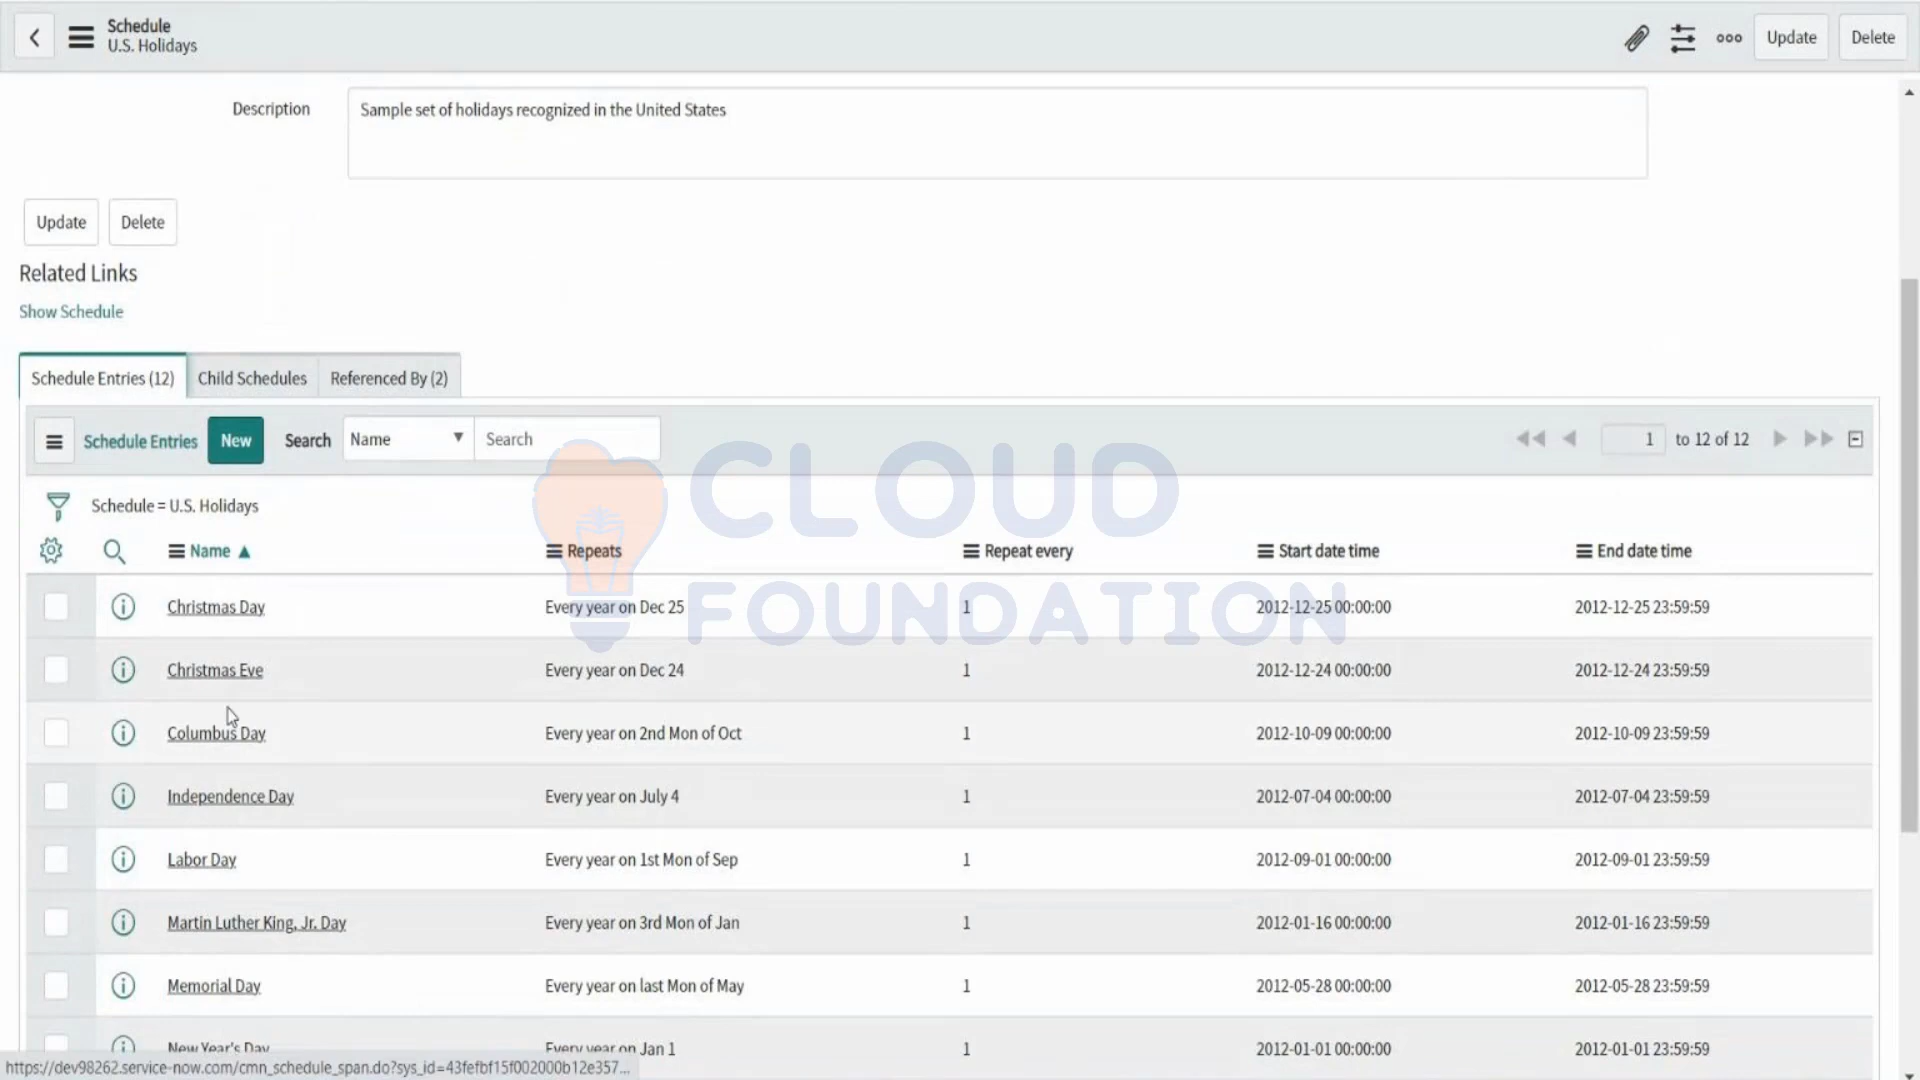 Schedule
U.S. Holidays
Update Delete
Description Sample set of holidays recognized in the United States
Update Delete
Related Links
Show Schedule
Schedule Entries (12) Child Schedules Referenced By (2)
Schedule Entries New Search Name Search 1 to 12 of 12
Schedule = U.S. Holidays
Name Repeats Repeat every Start date time End date time
Christmas Day Every year on Dec 25 1 2012-12-25 00:00:00 2012-12-25 23:59:59
Christmas Eve Every year on Dec 24 1 2012-12-24 00:00:00 2012-12-24 23:59:59
Columbus Day Every year on 2nd Mon of Oct 1 2012-10-09 00:00:00 2012-10-09 23:59:59
Independence Day Every year on July 4 1 2012-07-04 00:00:00 2012-07-04 23:59:59
Labor Day Every year on 1st Mon of Sep 1 2012-09-01 00:00:00 2012-09-01 23:59:59
Martin Luther King, Jr. Day Every year on 3rd Mon of Jan 1 2012-01-16 00:00:00 2012-01-16 23:59:59
Memorial Day Every year on last Mon of May 1 2012-05-28 00:00:00 2012-05-28 23:59:59
New Year's Day Every year on Jan 1 1 2012-01-01 00:00:00 2012-01-01 23:59:59
https://dev98262.service-now.com/cmn_schedule_span.do?sys_id=43fefbf15f002000b12e357...
CLOUD
FOUNDATION